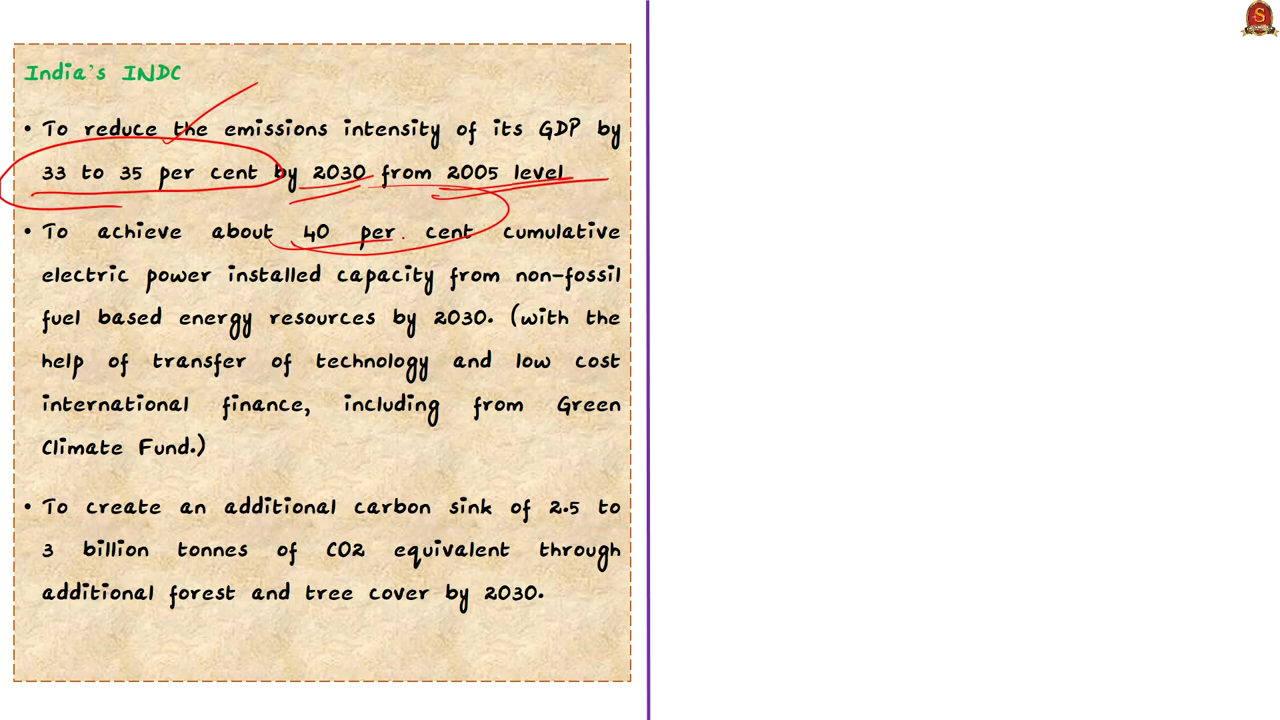 India's INDC
• To reduce the emissions intensity of its GDP by
33 to 35 per cent by 2030 from 2005 level
• To achieve about 40 per cent cumulative
electric power installed capacity from non-fossil
fuel based energy resources by 2030. (with the
help of transfer of technology and low cost
international finance, including from Green
Climate Fund.)
• To create an additional carbon sink of 2.5 to
3 billion tonnes of CO2 equivalent through
additional forest and tree cover by 2030.
S